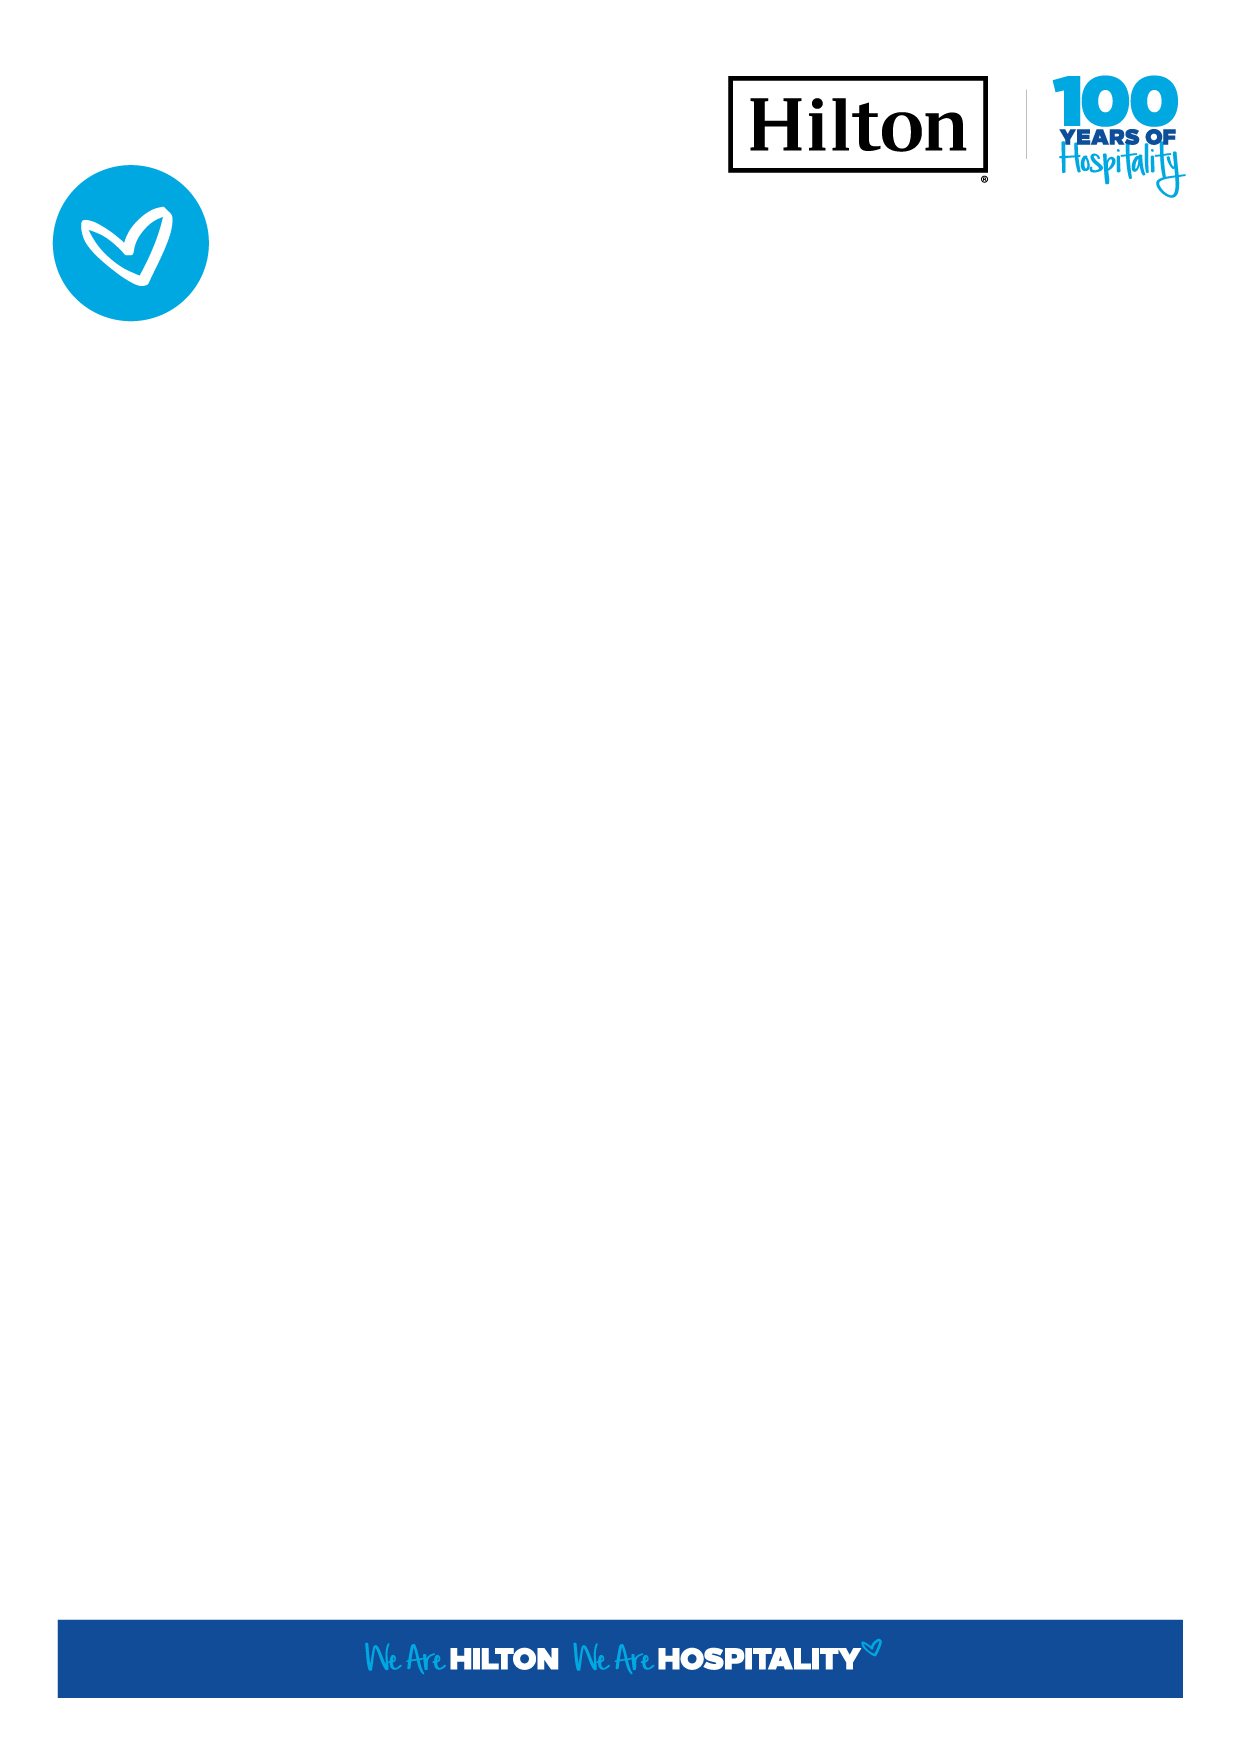 Hilton
®
100
YEARS OF
Hospitality
We Are HILTON We Are HOSPITALITY